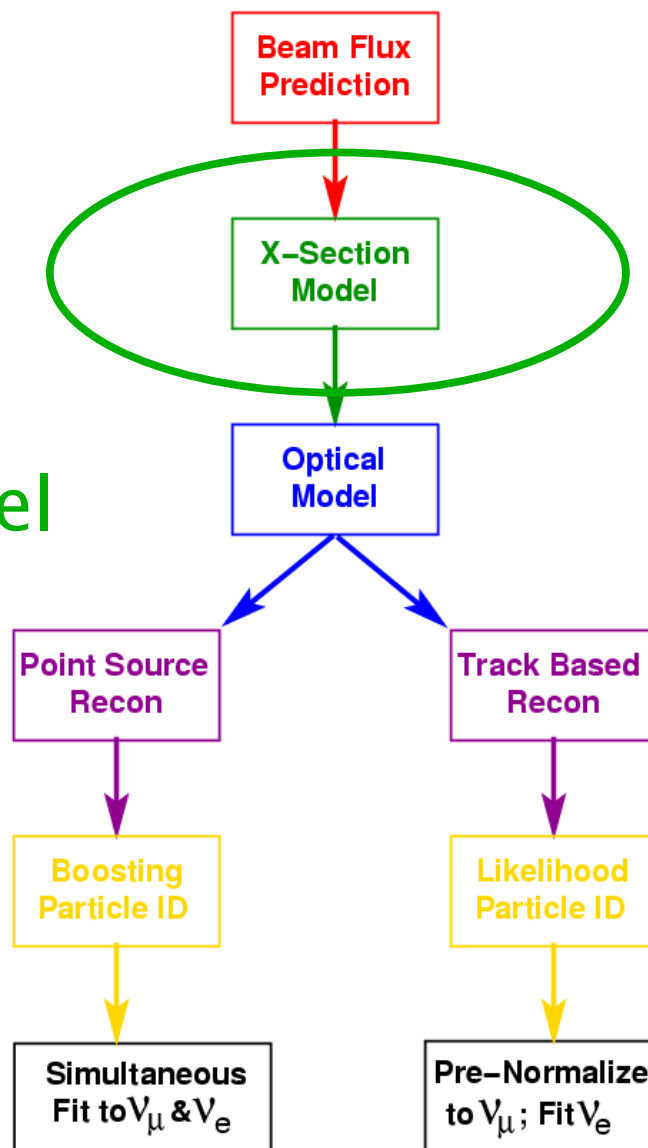 Beam Flux
Prediction
X-Section
Model
Optical
Model
el
Point Source
Recon
Track Based
Recon
Boosting
Particle ID
Likelihood
Particle ID
Simultaneous
Fit to νμ & νe
Pre-Normalize
to νμ ; Fit νe